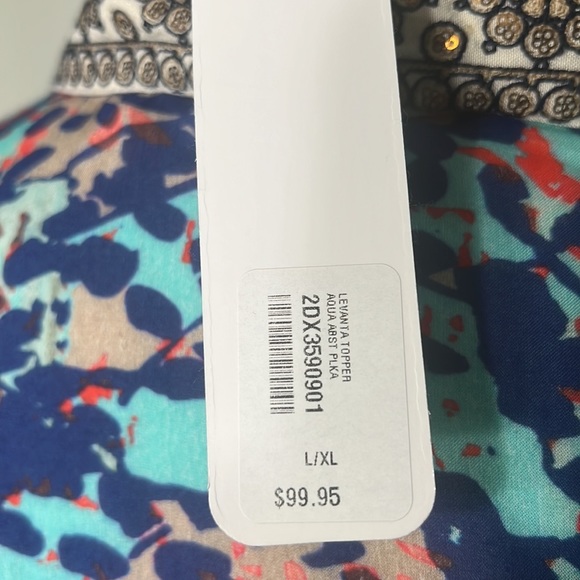 LEVANTA TOPPER
AQUA ABST PLKA
2DX3590901
L/XL
$99.95